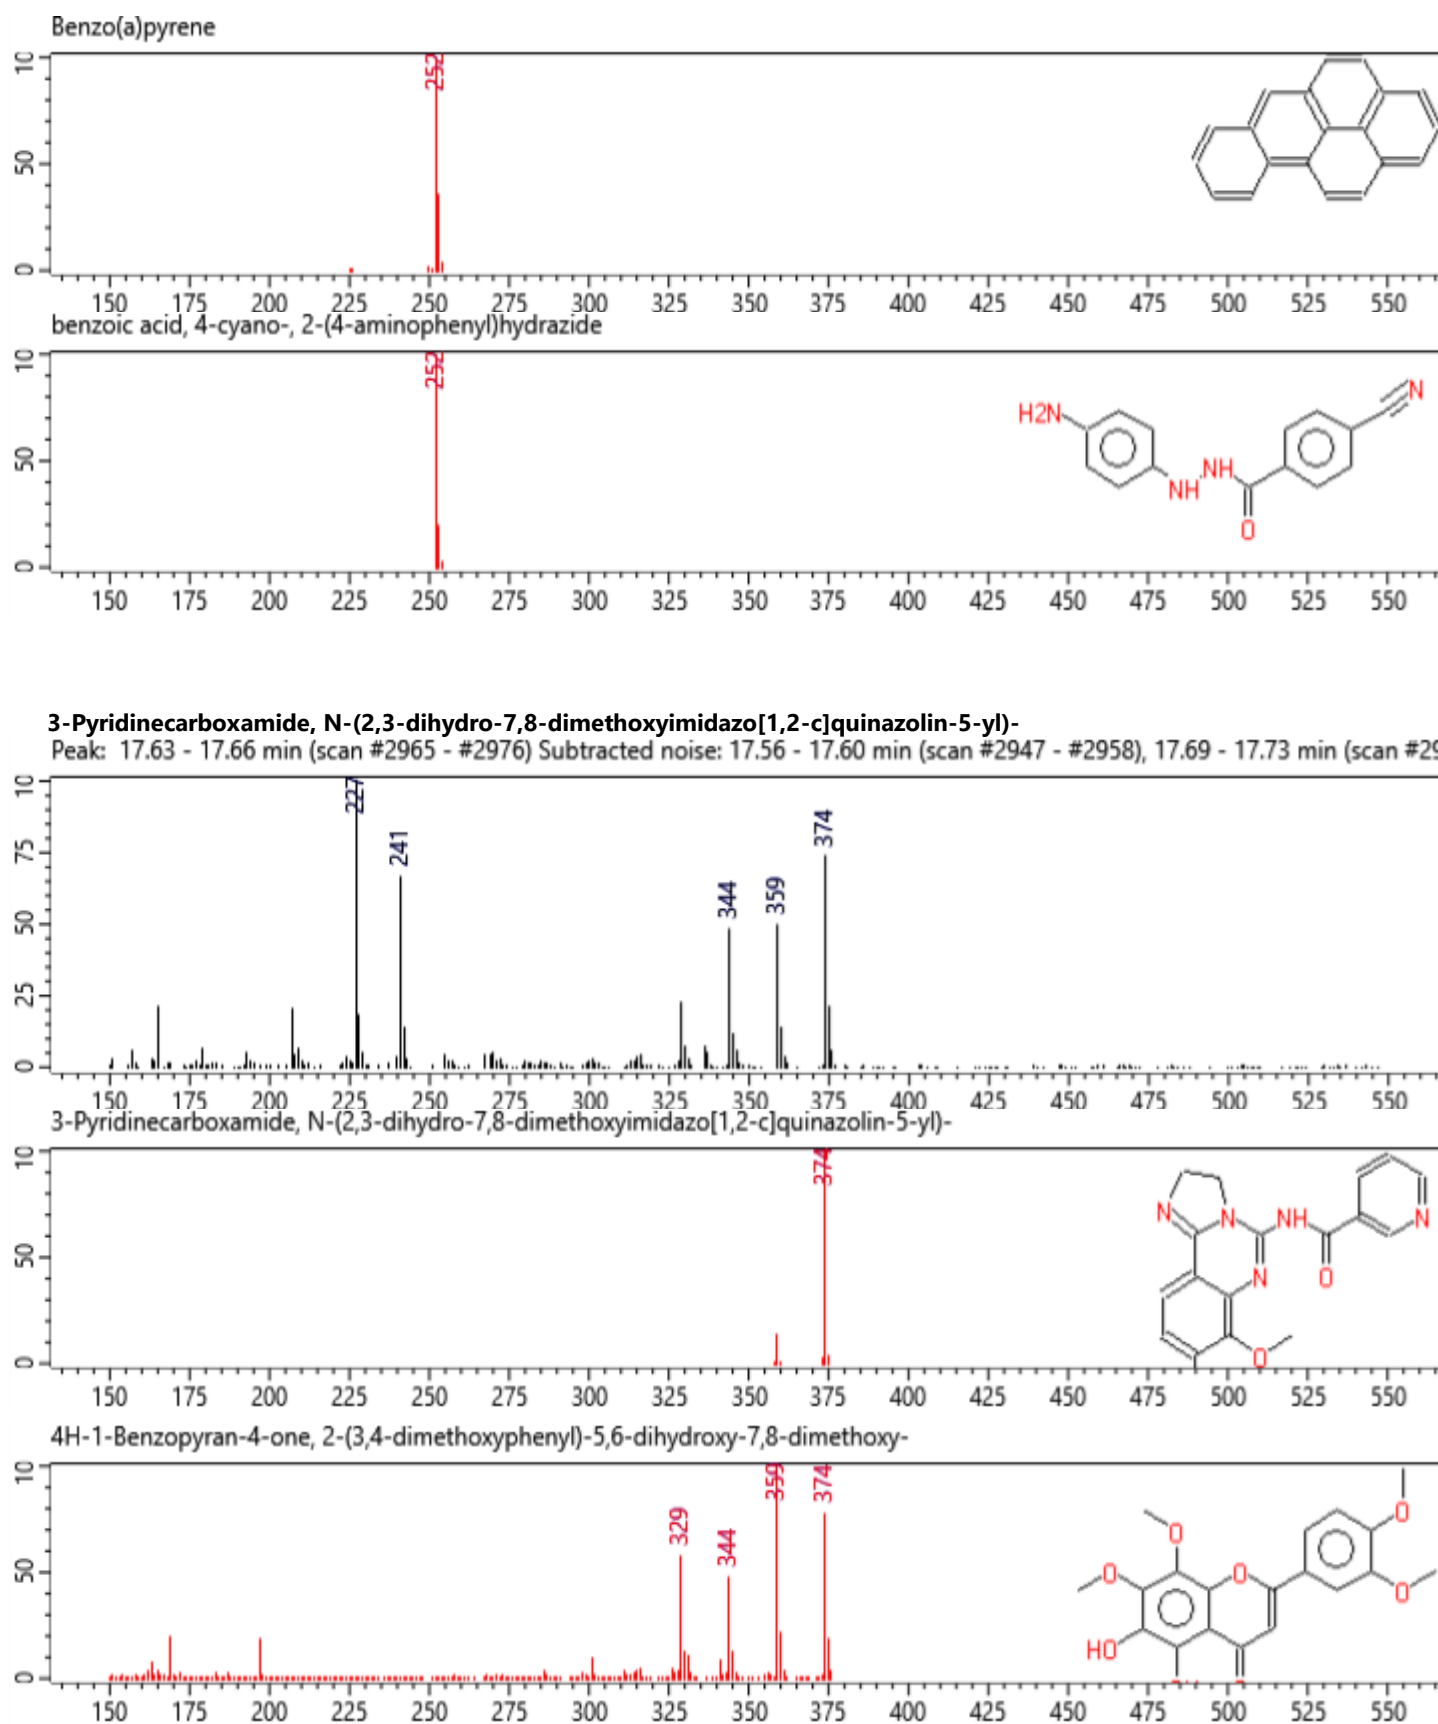 Benzo(a)pyrene
10
252
50
0
150 175 200 225 250 275 300 325 350 375 400 425 450 475 500 525 550
benzoic acid, 4-cyano-, 2-(4-aminophenyl)hydrazide
10
252
N
H2N
50
NH
NH
O
0
150 175 200 225 250 275 300 325 350 375 400 425 450 475 500 525 550
3-Pyridinecarboxamide, N-(2,3-dihydro-7,8-dimethoxyimidazo[1,2-c]quinazolin-5-yl)-
Peak: 17.63 - 17.66 min (scan #2965 - #2976) Subtracted noise: 17.56 - 17.60 min (scan #2947 - #2958), 17.69 - 17.73 min (scan #29
10
227
374
241
75
344
359
50
25
0
150 175 200 225 250 275 300 325 350 375 400 425 450 475 500 525 550
3-Pyridinecarboxamide, N-(2,3-dihydro-7,8-dimethoxyimidazo[1,2-c]quinazolin-5-yl)-
10
374
N
N
NH
N
50
N
O
O
0
150 175 200 225 250 275 300 325 350 375 400 425 450 475 500 525 550
4H-1-Benzopyran-4-one, 2-(3,4-dimethoxyphenyl)-5,6-dihydroxy-7,8-dimethoxy-
10
359
374
329
344
O
O
50
O
O
O
HO
0
150 175 200 225 250 275 300 325 350 375 400 425 450 475 500 525 550